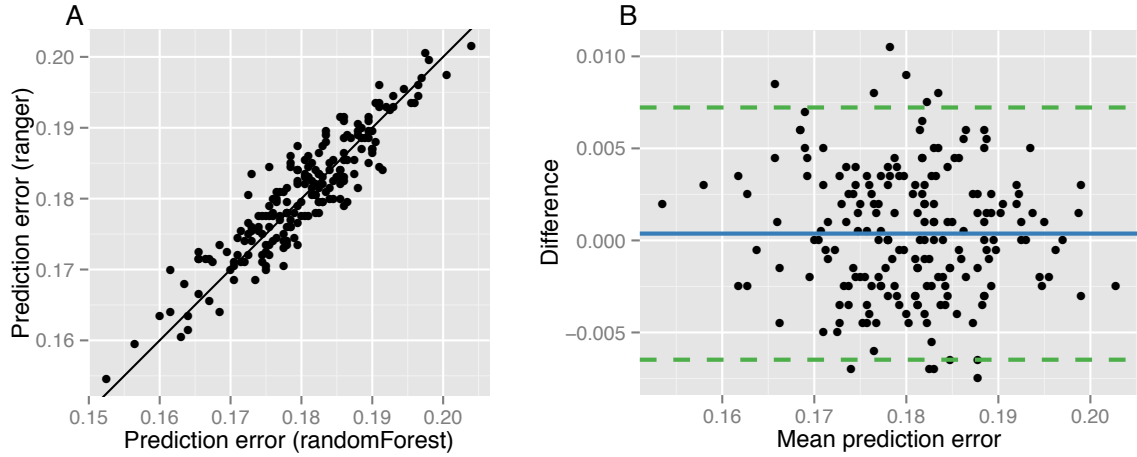 A
Prediction error (ranger)
0.20
0.19
0.18
0.17
0.16
0.15 0.16 0.17 0.18 0.19 0.20
Prediction error (randomForest)
B
Difference
0.010
0.005
0.000
−0.005
0.16 0.17 0.18 0.19 0.20
Mean prediction error